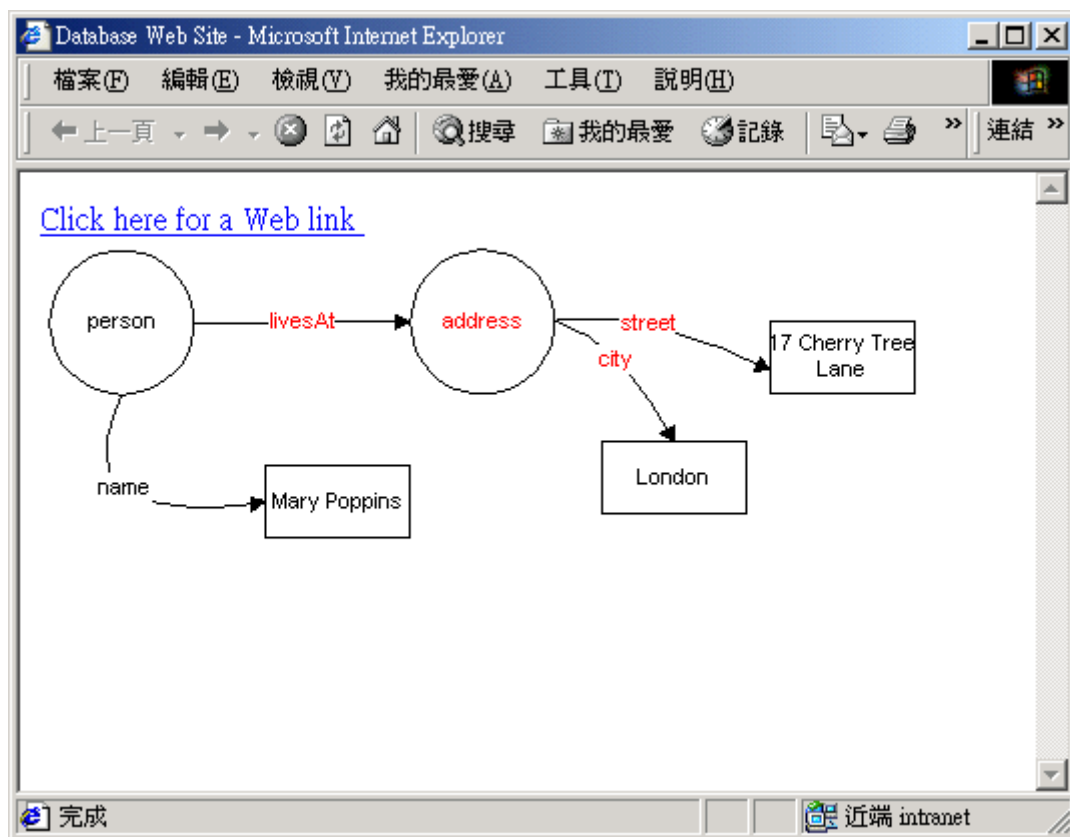 Database Web Site - Microsoft Internet Explorer
檔案(F) 編輯(E) 檢視(V) 我的最愛(A) 工具(T) 說明(H)
上一頁 搜尋 我的最愛 記錄 » 連結 »
Click here for a Web link
person livesAt address street
city
17 Cherry Tree
Lane
London
name
Mary Poppins
完成 近端 intranet